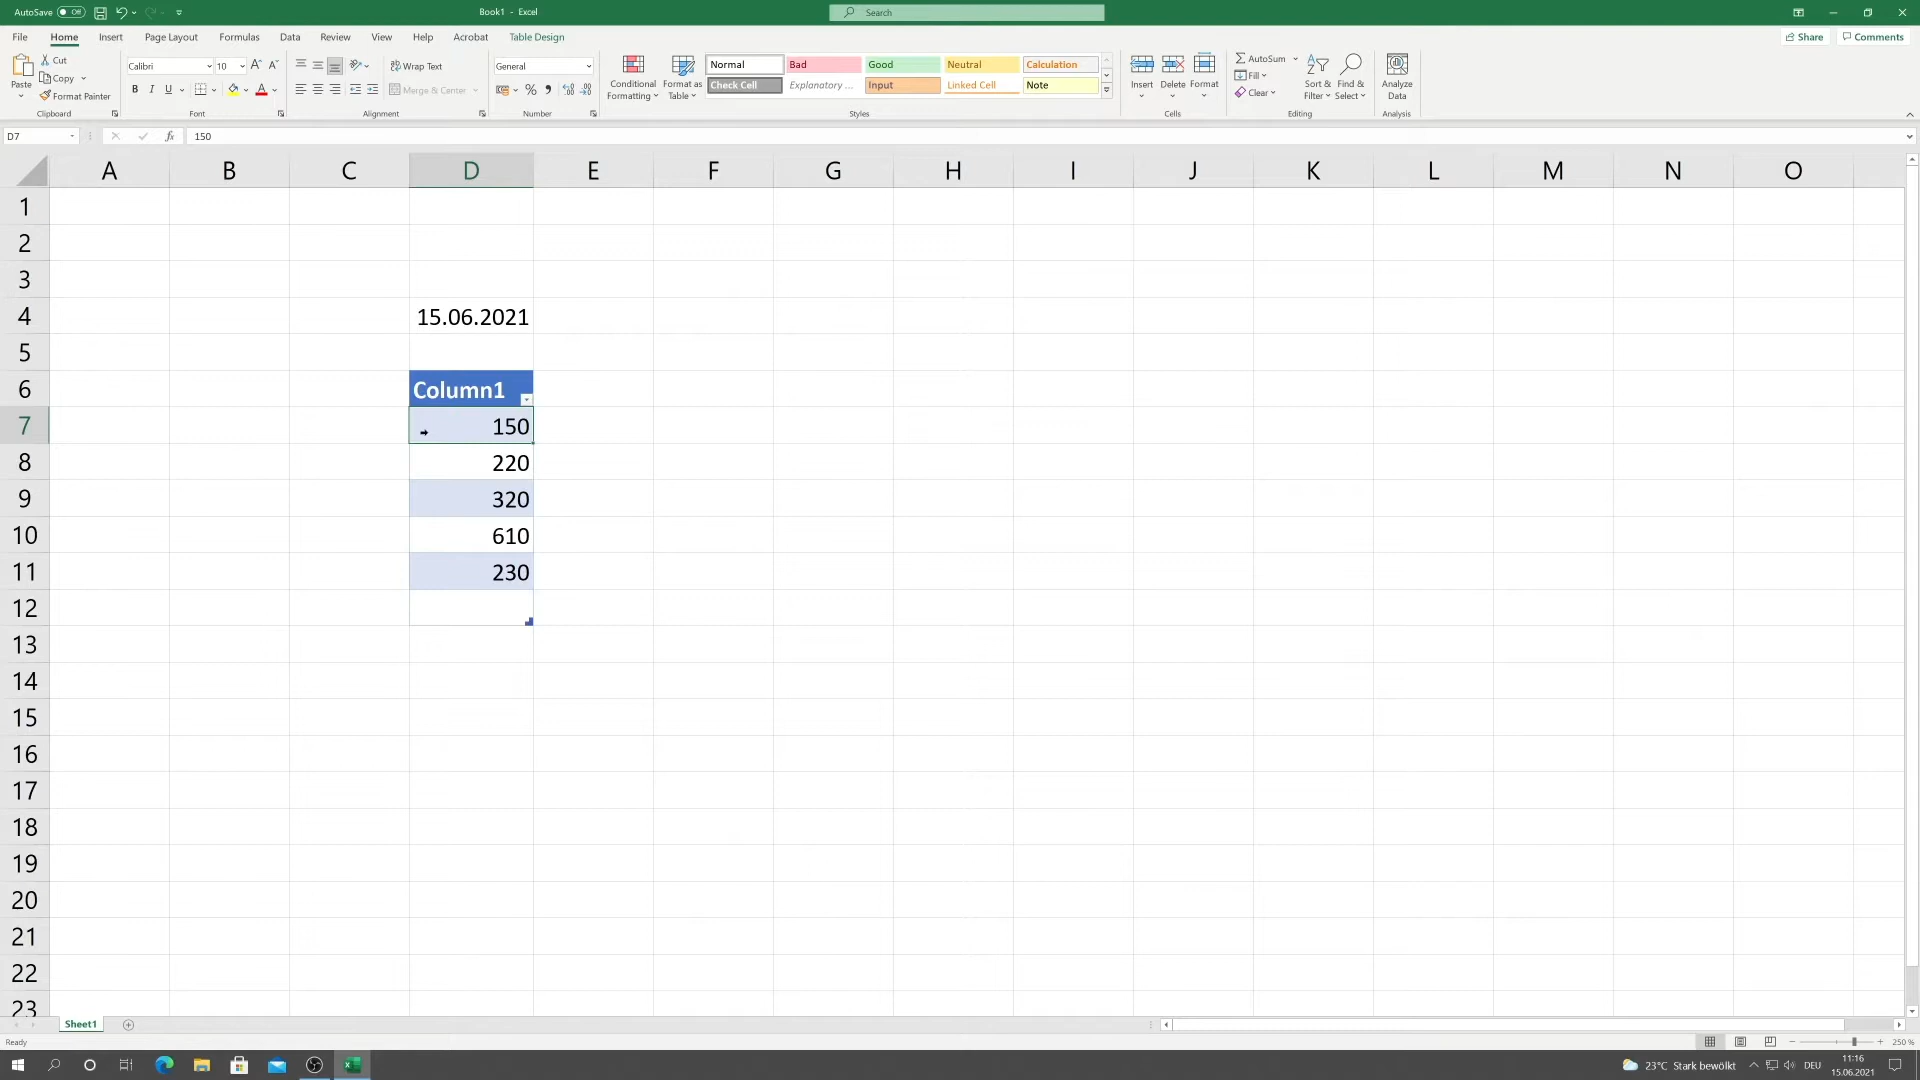 AutoSave Off Book1 - Excel Search
File Home Insert Page Layout Formulas Data Review View Help Acrobat Table Design Share Comments
Paste Cut Copy Format Painter Clipboard
Calibri 10 A A B I U A Font
Wrap Text Merge & Center Alignment
General % Number
Conditional Formatting Format as Table
Normal Bad Good Neutral Calculation
Check Cell Explanatory ... Input Linked Cell Note
Styles
Insert Delete Format Cells
AutoSum Fill Clear Sort & Filter Find & Select Editing
Analyze Data Analysis
D7 fx 150
A B C D E F G H I J K L M N O
1
2
3
4 15.06.2021
5
6 Column1
7 150
8 220
9 320
10 610
11 230
12
13
14
15
16
17
18
19
20
21
22
23
Sheet1
Ready 250 %
23°C Stark bewölkt DEU 11:16
15.06.2021